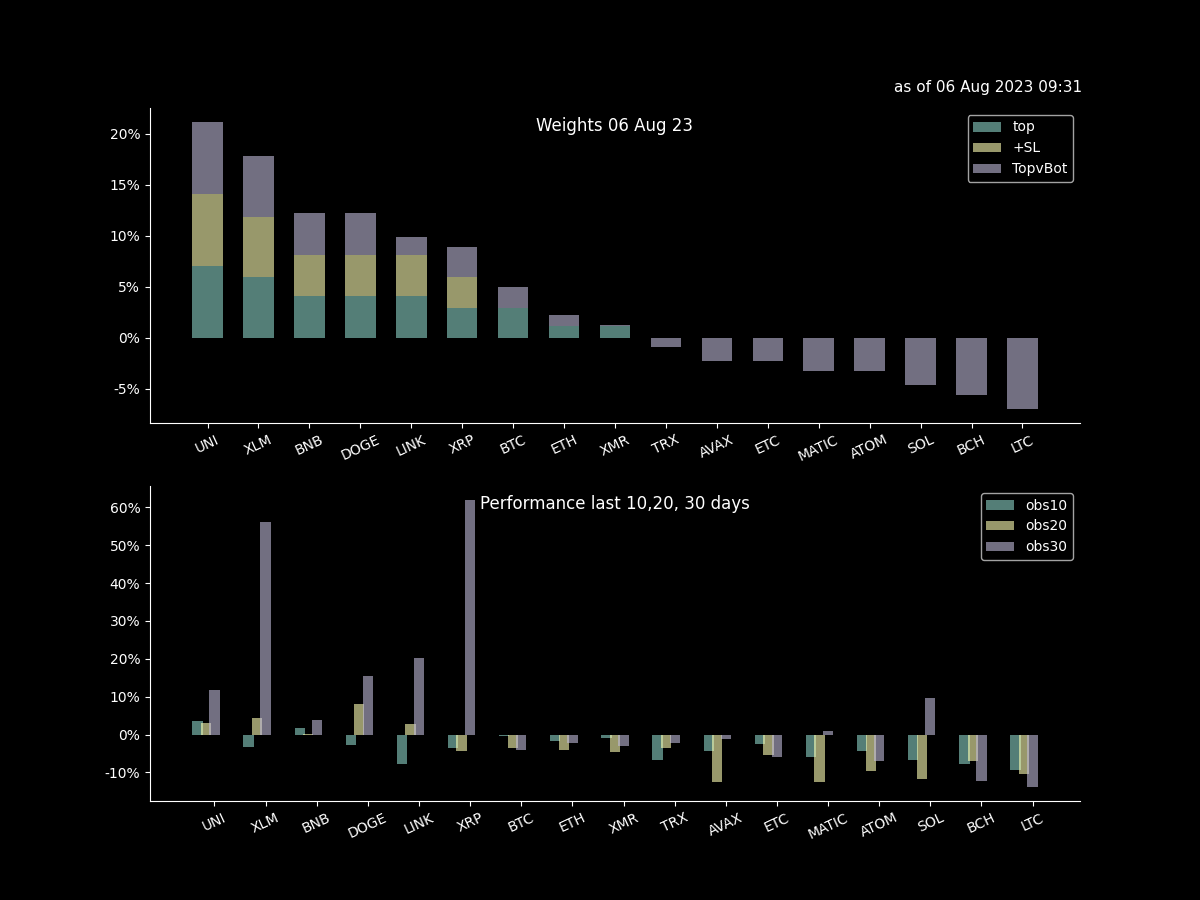 as of 06 Aug 2023 09:31
Weights 06 Aug 23
top
+SL
TopvBot
20%
15%
10%
5%
0%
-5%
UNI XLM BNB DOGE LINK XRP BTC ETH XMR TRX AVAX ETC MATIC ATOM SOL BCH LTC
Performance last 10,20, 30 days
obs10
obs20
obs30
60%
50%
40%
30%
20%
10%
0%
-10%
UNI XLM BNB DOGE LINK XRP BTC ETH XMR TRX AVAX ETC MATIC ATOM SOL BCH LTC